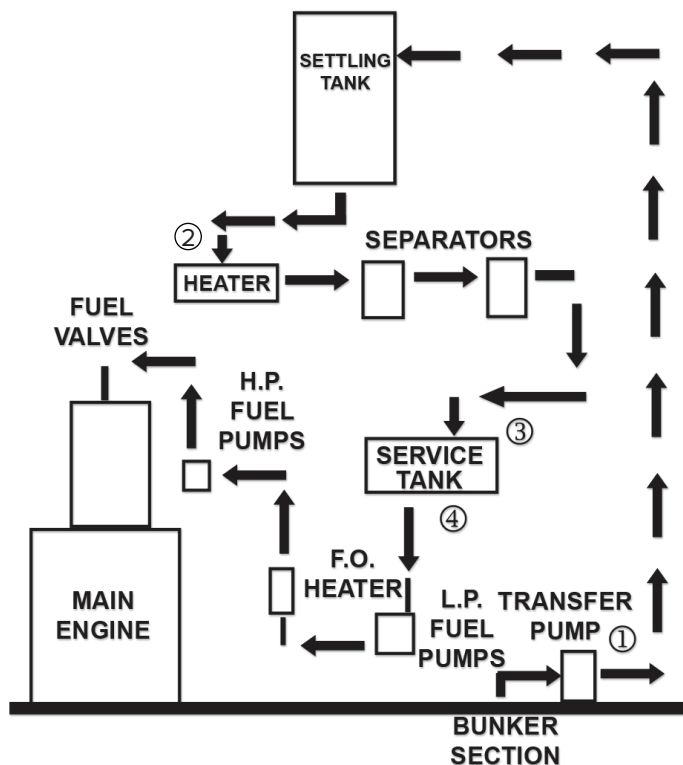 SETTLING
TANK
②
SEPARATORS
HEATER
FUEL
VALVES
H.P.
FUEL
PUMPS
③
SERVICE
TANK
④
F.O.
HEATER
L.P.
FUEL
PUMPS
TRANSFER
PUMP ①
MAIN
ENGINE
BUNKER
SECTION